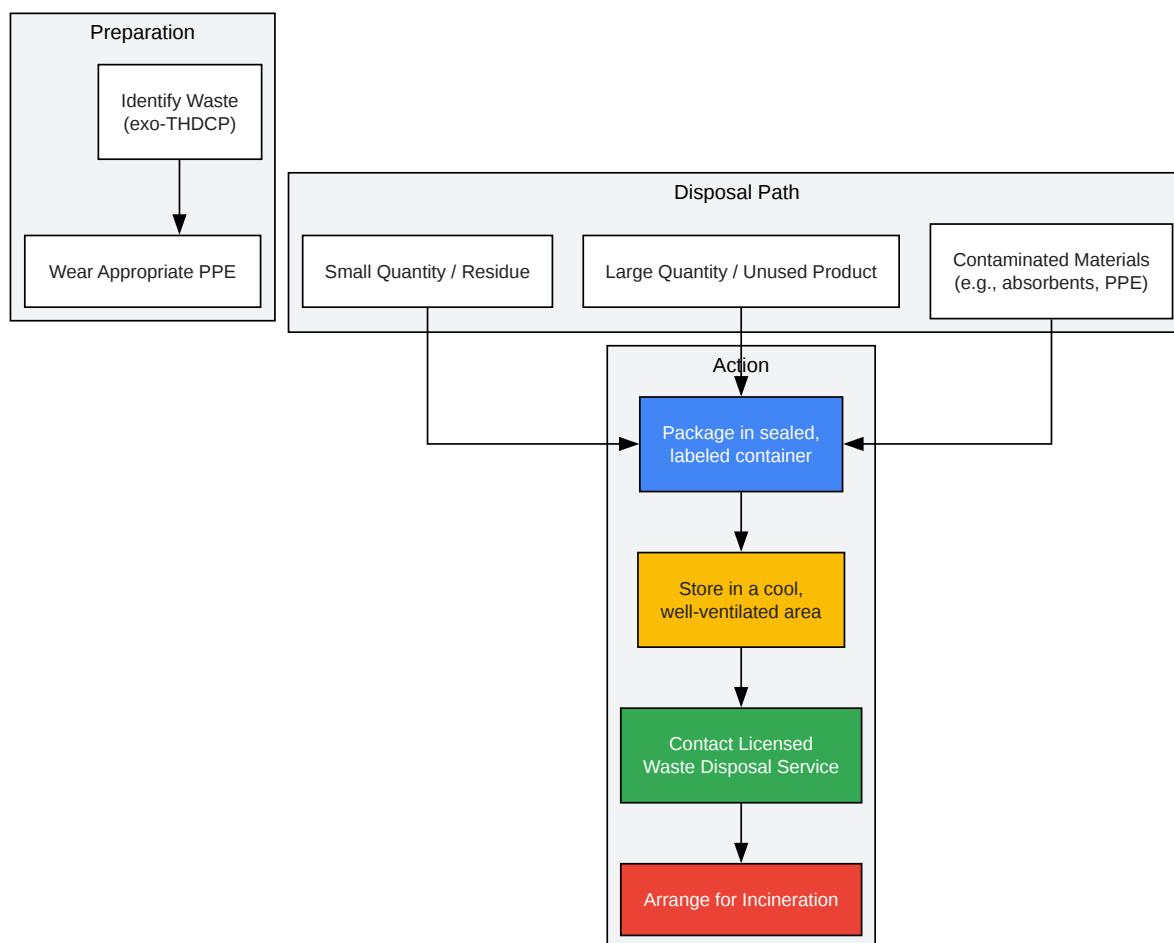 Preparation
Identify Waste
(exo-THDCP)
Wear Appropriate PPE
Disposal Path
Small Quantity / Residue
Large Quantity / Unused Product
Contaminated Materials
(e.g., absorbents, PPE)
Action
Package in sealed,
labeled container
Store in a cool,
well-ventilated area
Contact Licensed
Waste Disposal Service
Arrange for Incineration